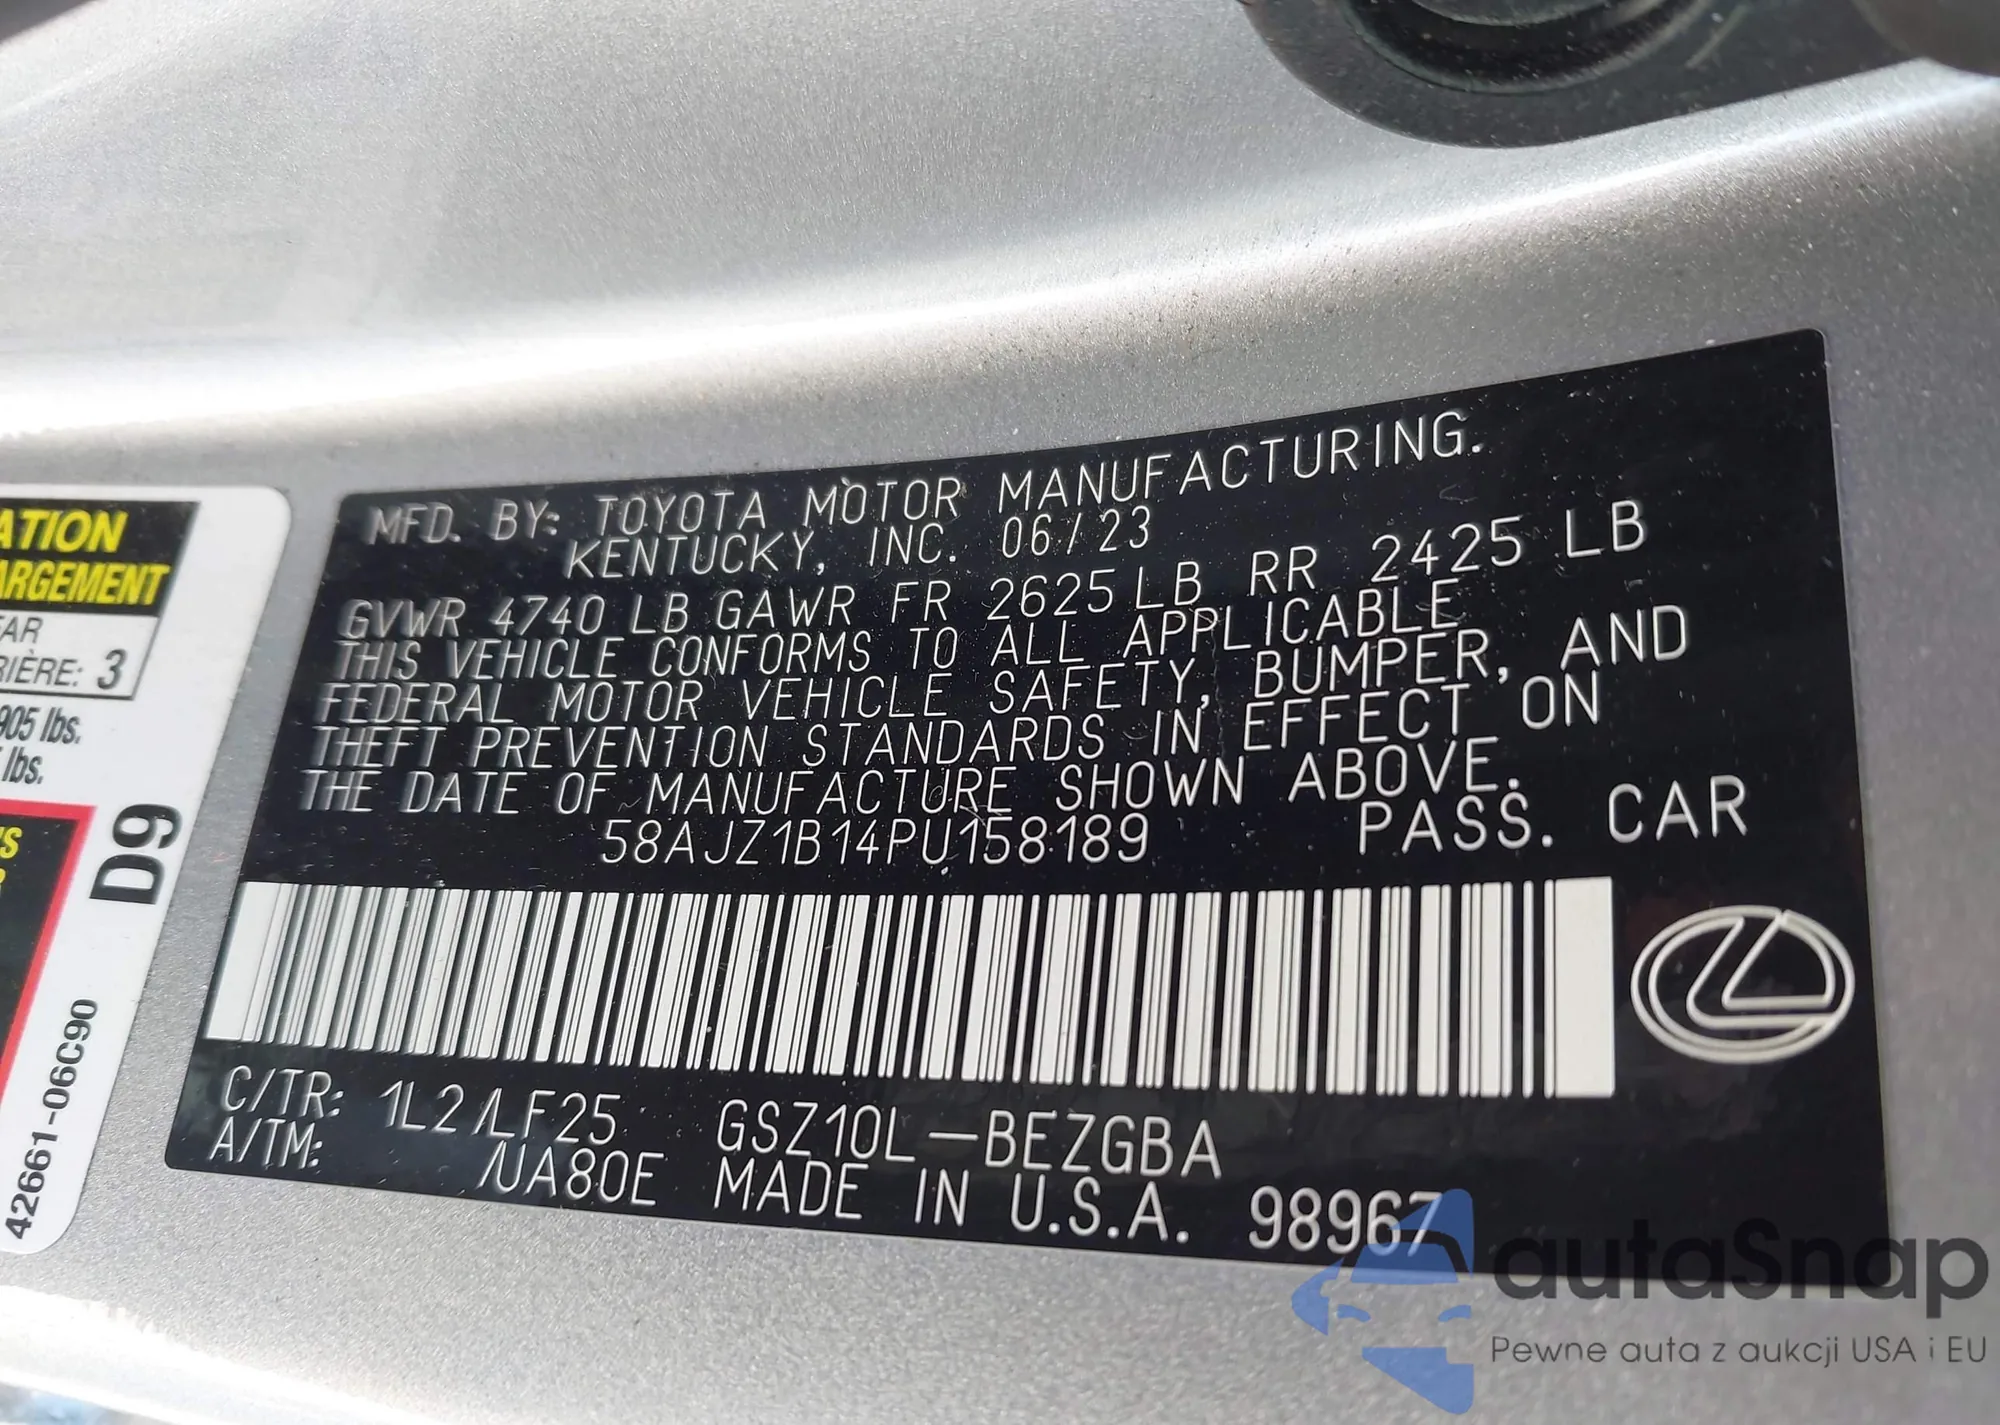 MFD. BY: TOYOTA MOTOR MANUFACTURING.
KENTUCKY, INC. 06/23
GVWR 4740 LB GAWR FR 2625 LB RR 2425 LB
THIS VEHICLE CONFORMS TO ALL APPLICABLE
FEDERAL MOTOR VEHICLE SAFETY, BUMPER, AND
THEFT PREVENTION STANDARDS IN EFFECT ON
THE DATE OF MANUFACTURE SHOWN ABOVE.
58AJZ1B14PU158189 PASS. CAR
C/TR: 1L2/LF25 GSZ10L-BEZGBA
A/TM: /UA80E MADE IN U.S.A. 98967
ATION
ARGEMENT
EAR
RIÈRE: 3
905 lbs.
lbs.
D9
42661-06C90
autaSnap
Pewne auta z aukcji USA i EU